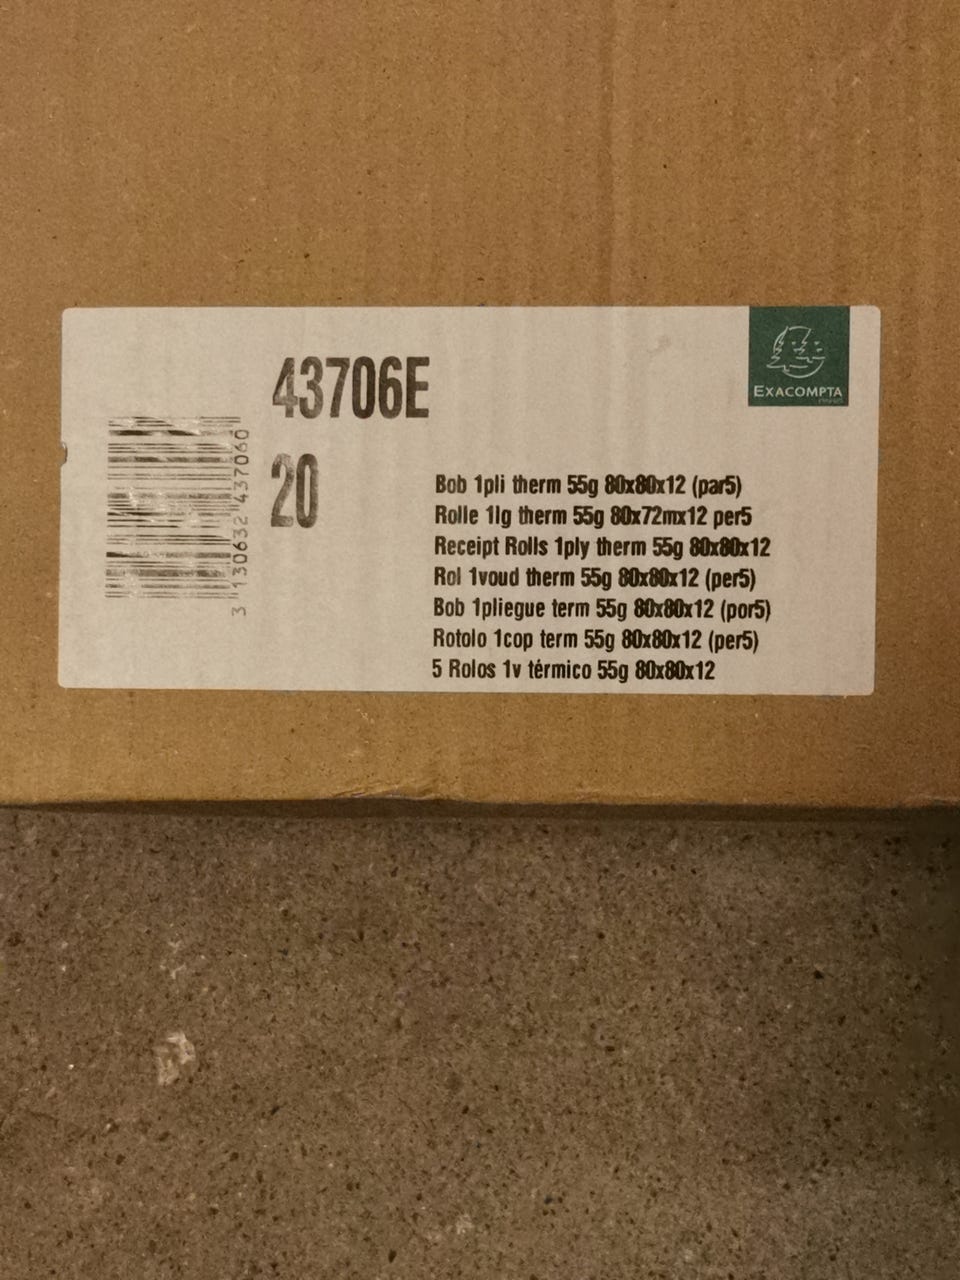 43706E
EXACOMPTA
20
3 130632 437060
Bob 1pli therm 55g 80x80x12 (par5)
Rolle 1lg therm 55g 80x72mx12 per5
Receipt Rolls 1ply therm 55g 80x80x12
Rol 1voud therm 55g 80x80x12 (per5)
Bob 1pliegue term 55g 80x80x12 (por5)
Rotolo 1cop term 55g 80x80x12 (per5)
5 Rolos 1v térmico 55g 80x80x12